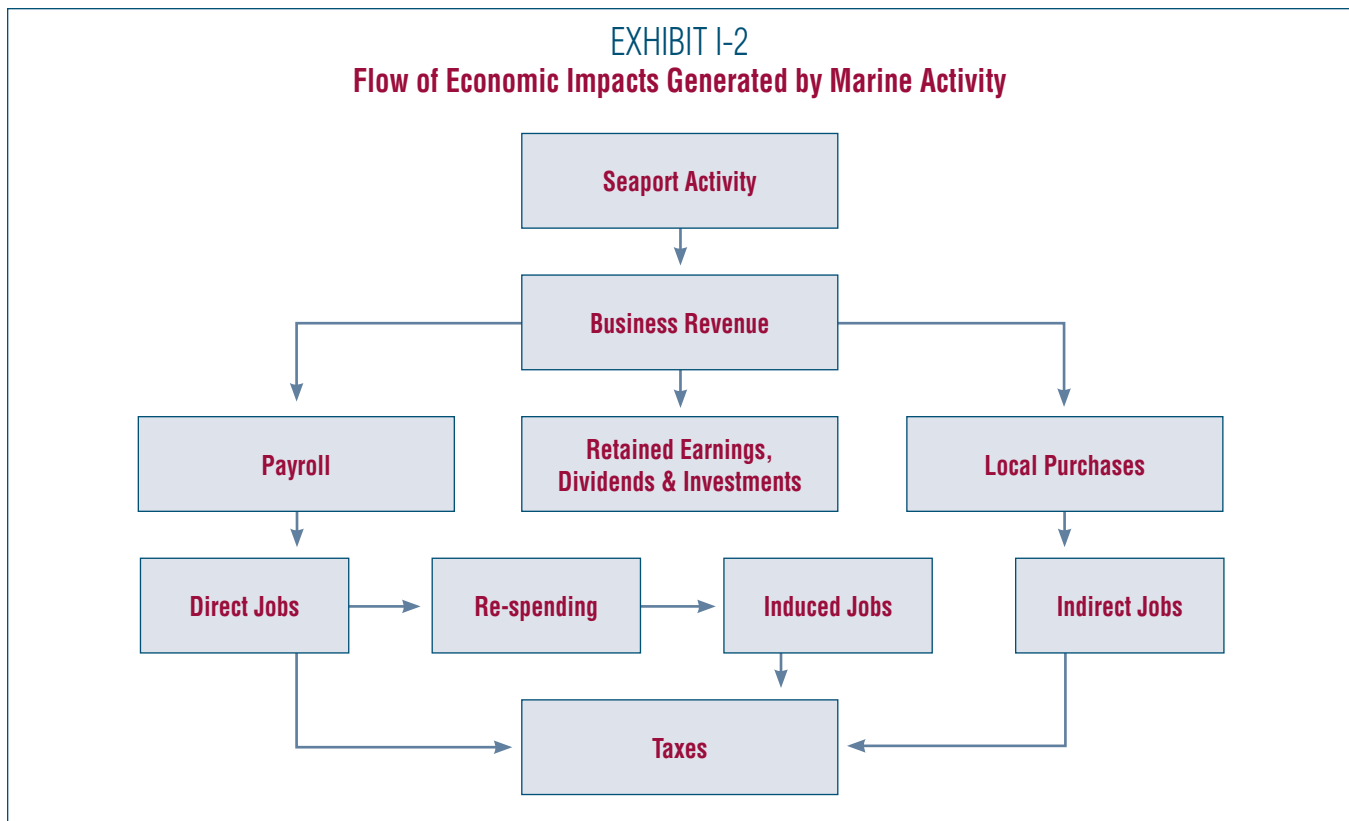 EXHIBIT I-2
Flow of Economic Impacts Generated by Marine Activity
Seaport Activity
Business Revenue
Payroll
Retained Earnings,
Dividends & Investments
Local Purchases
Direct Jobs
Re-spending
Induced Jobs
Indirect Jobs
Taxes